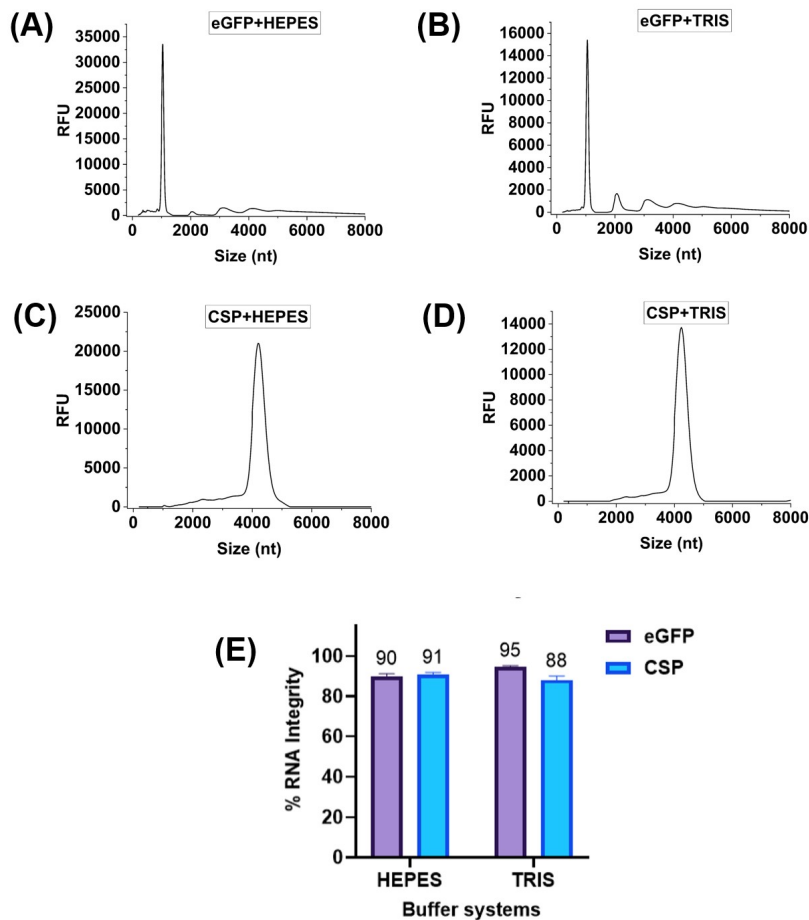 (A)
eGFP+HEPES
35000
30000
25000
20000
15000
10000
5000
0
RFU
0 2000 4000 6000 8000
Size (nt)
(B)
eGFP+TRIS
16000
14000
12000
10000
8000
6000
4000
2000
0
RFU
0 2000 4000 6000 8000
Size (nt)
(C)
CSP+HEPES
25000
20000
15000
10000
5000
0
RFU
0 2000 4000 6000 8000
Size (nt)
(D)
CSP+TRIS
14000
12000
10000
8000
6000
4000
2000
0
RFU
0 2000 4000 6000 8000
Size (nt)
(E)
eGFP
CSP
90 91 95 88
100
80
60
40
20
0
% RNA Integrity
HEPES TRIS
Buffer systems